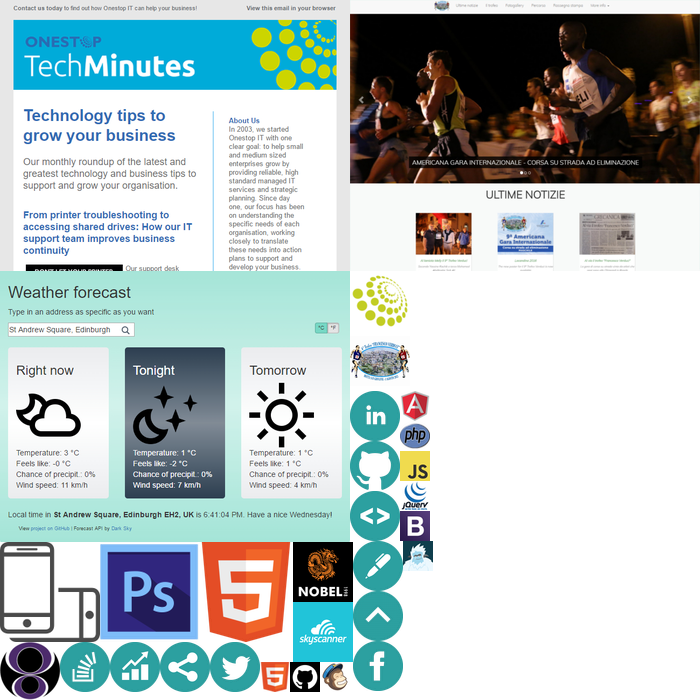 Contact us today to find out how Onestop IT can help your business!
View this email in your browser
ONESTOP
TechMinutes
Technology tips to
grow your business
Our monthly roundup of the latest and
greatest technology and business tips to
support and grow your organisation.
From printer troubleshooting to
accessing shared drives: How our IT
support team improves business
continuity
Our support desk
About Us
In 2003, we started
Onestop IT with one
clear goal: to help small
and medium sized
enterprises grow by
providing reliable, high
standard managed IT
services and strategic
planning. Since day
one, our focus has been
on understanding the
specific needs of each
organisation, working
closely to translate
these needs into action
plans to support and
develop your business.
AMERICANA GARA INTERNAZIONALE - CORSA SU STRADA AD ELIMINAZIONE
ULTIME NOTIZIE
9ª Americana
Gara Internazionale
Weather forecast
Type in an address as specific as you want
St Andrew Square, Edinburgh
°C °F
Right now
Temperature: 3 °C
Feels like: -0 °C
Chance of precipit.: 0%
Wind speed: 11 km/h
Tonight
Temperature: 1 °C
Feels like: -2 °C
Chance of precipit.: 0%
Wind speed: 7 km/h
Tomorrow
Temperature: 1 °C
Feels like: 1 °C
Chance of precipit.: 0%
Wind speed: 4 km/h
Local time in St Andrew Square, Edinburgh EH2, UK is 6:41:04 PM. Have a nice Wednesday!
View project on GitHub | Forecast API by Dark Sky
in
A
php
JS
jQuery
B
Ps
5
NOBEL
skyscanner
5
f